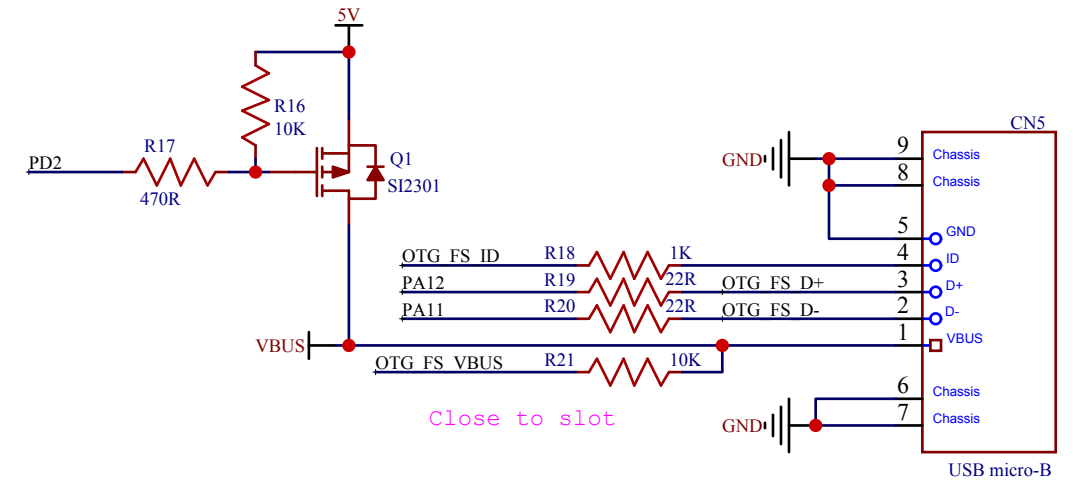 5V
R16
10K
R17
PD2
470R
Q1
SI2301
CN5
GND
9
Chassis
8
Chassis
5
GND
OTG_FS_ID
R18
1K
4
ID
PA12
R19
22R
OTG_FS_D+
3
D+
PA11
R20
22R
OTG_FS_D-
2
D-
VBUS
1
VBUS
OTG_FS_VBUS
R21
10K
Close to slot
6
Chassis
GND
7
Chassis
USB micro-B